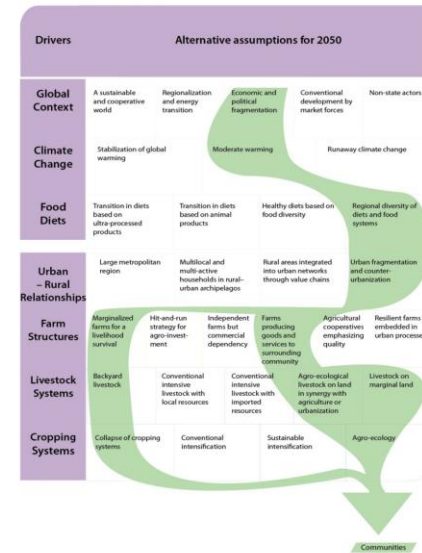 Drivers
Alternative assumptions for 2050
Global
Context
A sustainable
and cooperative
world
Regionalization
and energy
transition
Economic and
political
fragmentation
Conventional
development by
market forces
Non-state actors
Climate
Change
Stabilization of global
warming
Moderate warming
Runaway climate change
Food
Diets
Transition in diets
based on
ultra-processed
products
Transition in diets
based on animal
products
Healthy diets based on
food diversity
Regional diversity of
diets and food
systems
Urban
– Rural
Relationships
Large metropolitan
region
Multilocal and
multi-active
households in rural–
urban archipelagos
Rural areas integrated
into urban networks
through value chains
Urban fragmentation
and counter-
urbanization
Farm
Structures
Marginalized
farms for a
livelihood
survival
Hit-and-run
strategy for
agro-invest-
ment
Independent
farms but
commercial
dependency
Farms
producing
goods and
services to
surrounding
community
Agricultural
cooperatives
emphasizing
quality
Resilient farms
embedded in
urban processe
Livestock
Systems
Backyard
livestock
Conventional
intensive
livestock with
local resources
Conventional
intensive
livestock with
imported
resources
Agro-ecological
livestock on land
in synergy with
agriculture or
urbanization
Livestock on
marginal land
Cropping
Systems
Collapse of cropping
systems
Conventional
intensification
Sustainable
intensification
Agro-ecology
Communities